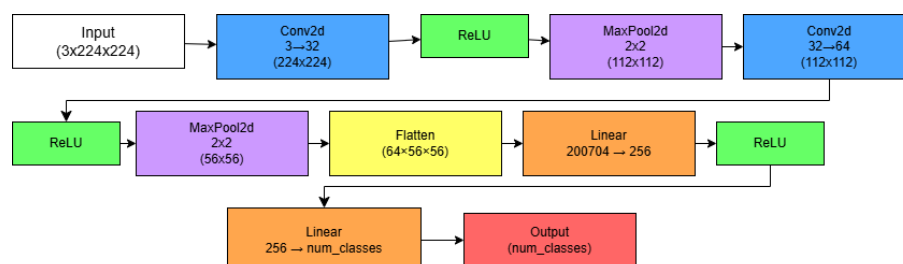 Input
(3x224x224)
Conv2d
3→32
(224x224)
ReLU
MaxPool2d
2x2
(112x112)
Conv2d
32→64
(112x112)
ReLU
MaxPool2d
2x2
(56x56)
Flatten
(64×56×56)
Linear
200704 → 256
ReLU
Linear
256 → num_classes
Output
(num_classes)